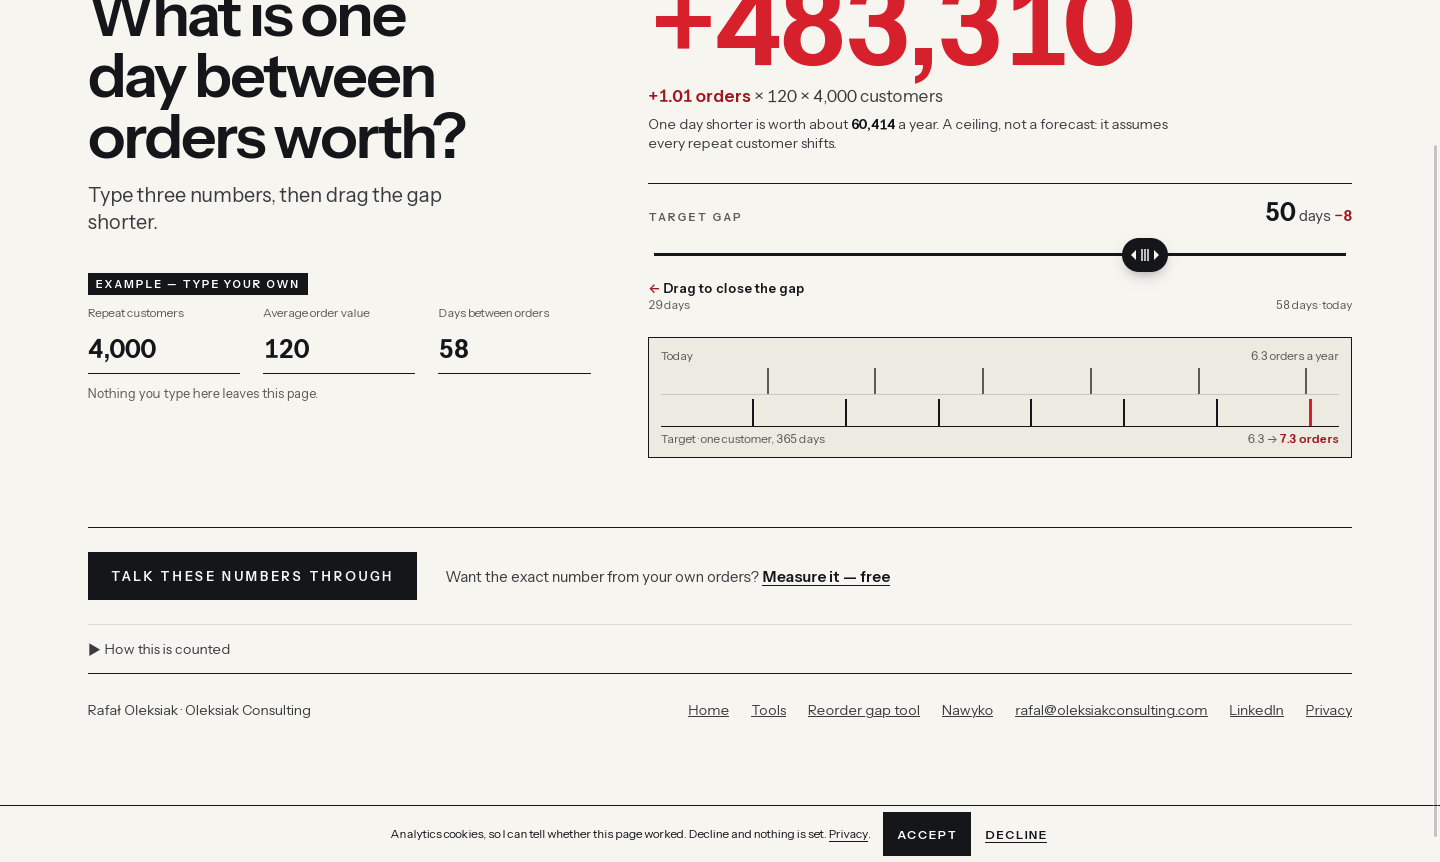 What is one
day between
orders worth?
Type three numbers, then drag the gap
shorter.
EXAMPLE — TYPE YOUR OWN
Repeat customers
4,000
Average order value
120
Days between orders
58
Nothing you type here leaves this page.
+483,310
+1.01 orders × 120 × 4,000 customers
One day shorter is worth about 60,414 a year. A ceiling, not a forecast: it assumes
every repeat customer shifts.
TARGET GAP
50 days −8
← Drag to close the gap
29 days
58 days · today
Today
6.3 orders a year
Target · one customer, 365 days
6.3 → 7.3 orders
TALK THESE NUMBERS THROUGH
Want the exact number from your own orders? Measure it — free
▶ How this is counted
Rafał Oleksiak · Oleksiak Consulting
Home Tools Reorder gap tool Nawyko rafal@oleksiakconsulting.com LinkedIn Privacy
Analytics cookies, so I can tell whether this page worked. Decline and nothing is set. Privacy.
ACCEPT
DECLINE